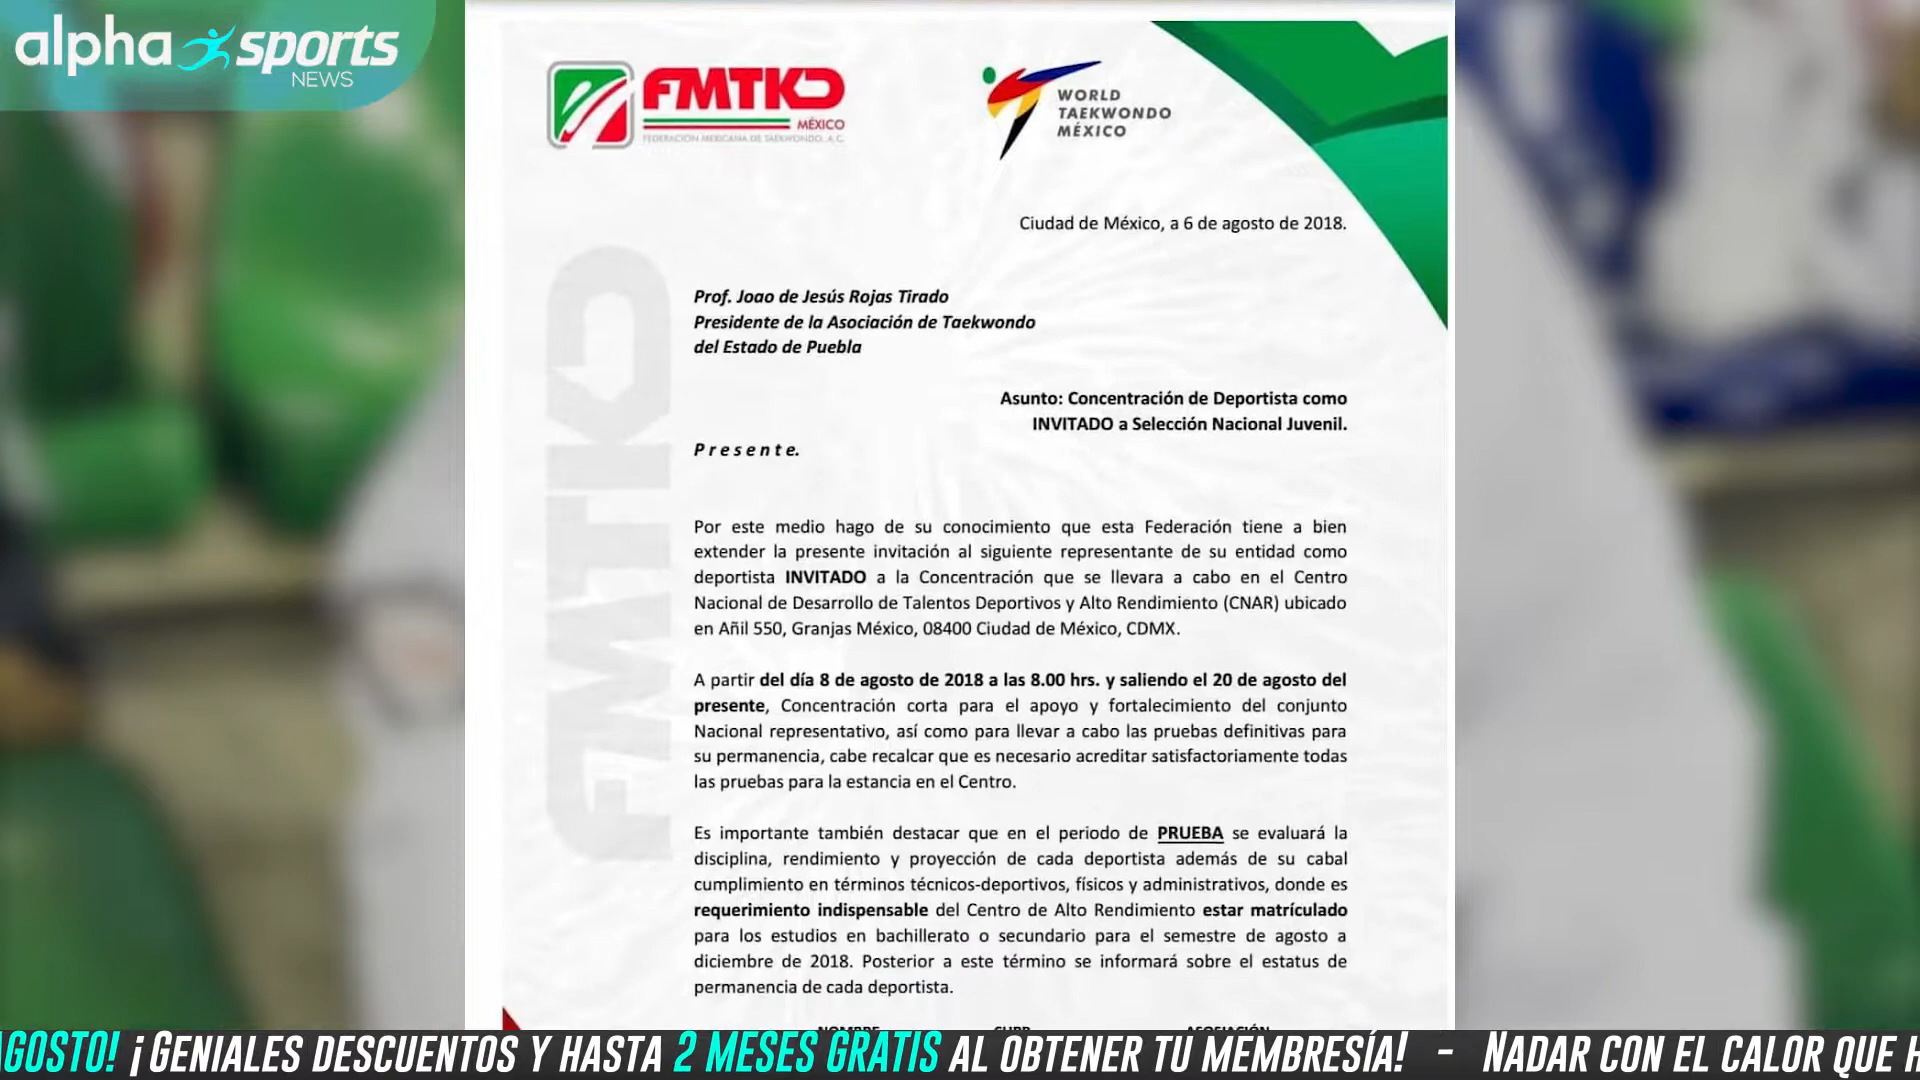 alpha sports
NEWS
FMTKD
MÉXICO
FEDERACIÓN MEXICANA DE TAEKWONDO, A.C.
WORLD
TAEKWONDO
MÉXICO
Ciudad de México, a 6 de agosto de 2018.
FMTKD
Prof. Joao de Jesús Rojas Tirado
Presidente de la Asociación de Taekwondo
del Estado de Puebla
Asunto: Concentración de Deportista como
INVITADO a Selección Nacional Juvenil.
P r e s e n t e.
Por este medio hago de su conocimiento que esta Federación tiene a bien
extender la presente invitación al siguiente representante de su entidad como
deportista INVITADO a la Concentración que se llevara a cabo en el Centro
Nacional de Desarrollo de Talentos Deportivos y Alto Rendimiento (CNAR) ubicado
en Añil 550, Granjas México, 08400 Ciudad de México, CDMX.
A partir del día 8 de agosto de 2018 a las 8.00 hrs. y saliendo el 20 de agosto del
presente, Concentración corta para el apoyo y fortalecimiento del conjunto
Nacional representativo, así como para llevar a cabo las pruebas definitivas para
su permanencia, cabe recalcar que es necesario acreditar satisfactoriamente todas
las pruebas para la estancia en el Centro.
Es importante también destacar que en el periodo de PRUEBA se evaluará la
disciplina, rendimiento y proyección de cada deportista además de su cabal
cumplimiento en términos técnicos-deportivos, físicos y administrativos, donde es
requerimiento indispensable del Centro de Alto Rendimiento estar matrículado
para los estudios en bachillerato o secundario para el semestre de agosto a
diciembre de 2018. Posterior a este término se informará sobre el estatus de
permanencia de cada deportista.
NOMBRE CURP ASOCIACIÓN
AGOSTO! ¡GENIALES DESCUENTOS Y HASTA 2 MESES GRATIS AL OBTENER TU MEMBRESÍA! - NADAR CON EL CALOR QUE H